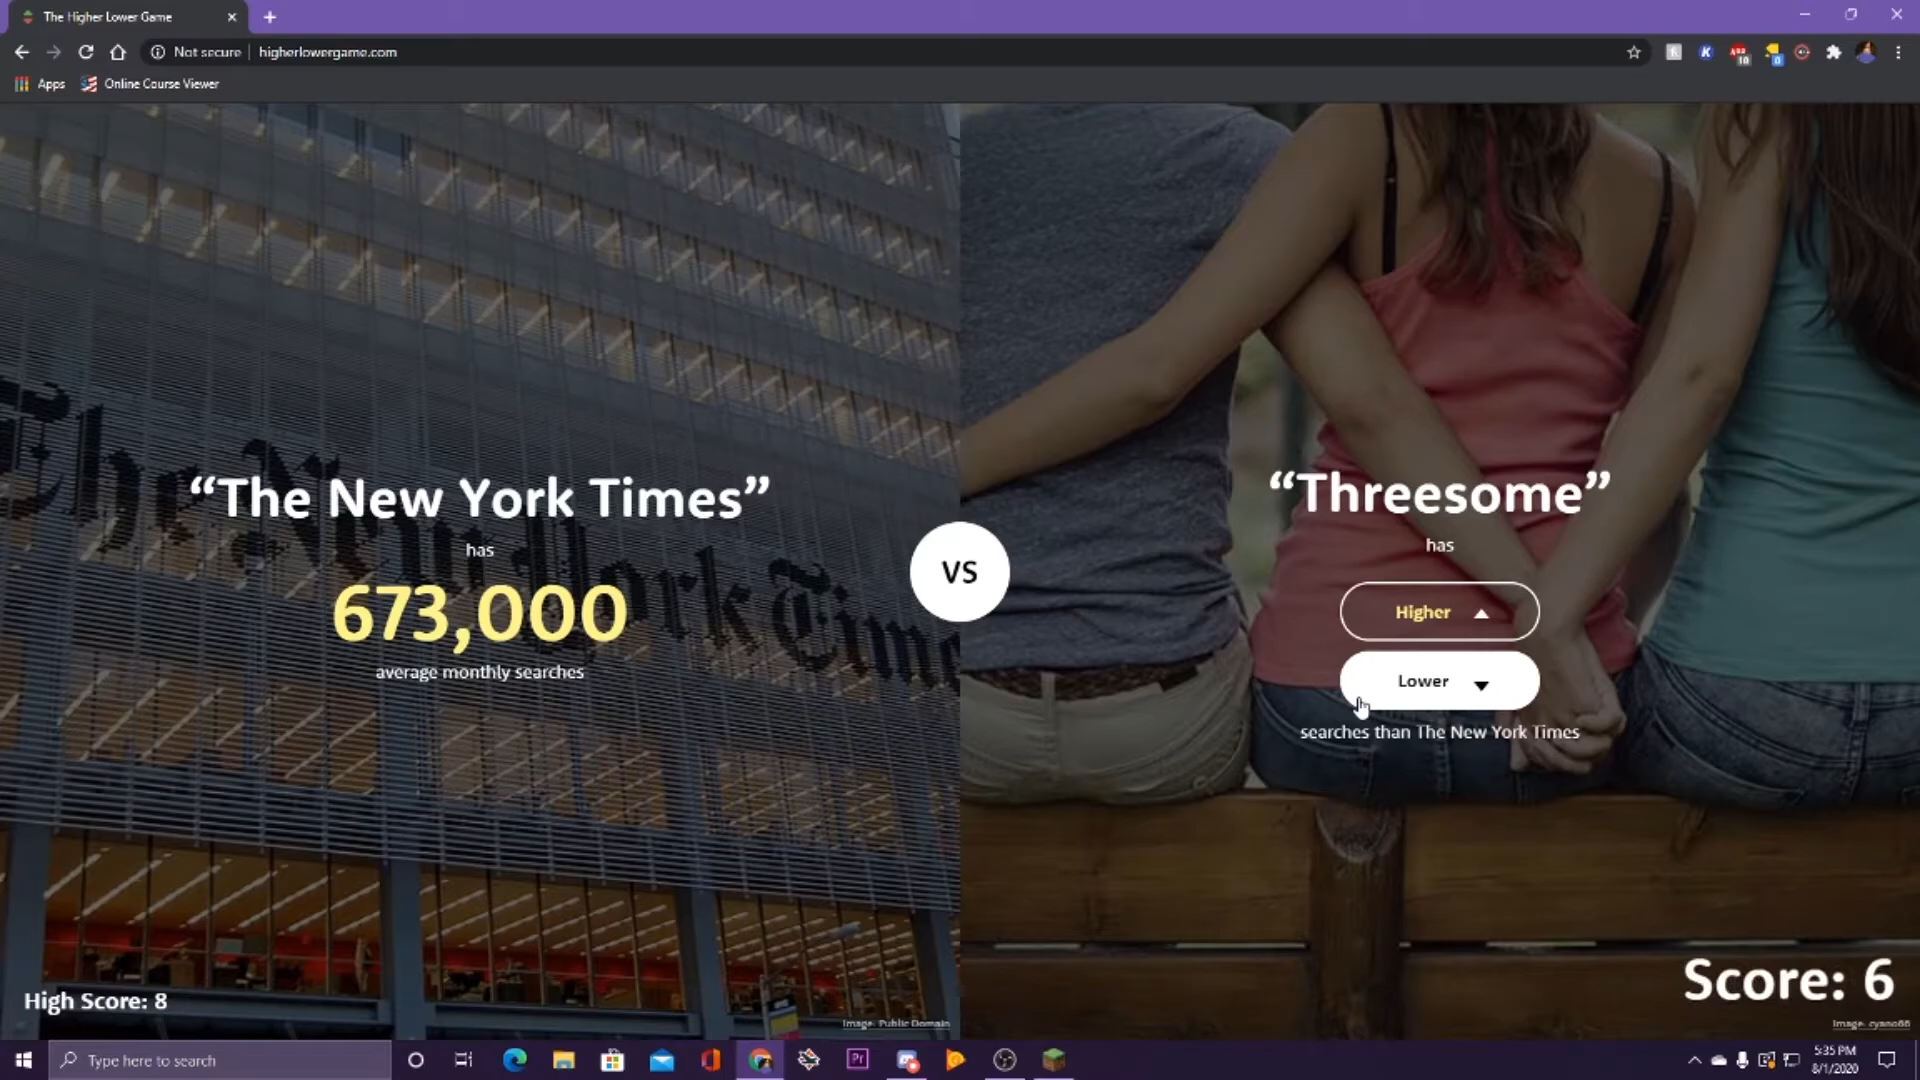 The Higher Lower Game
Not secure
higherlowergame.com
Apps
Online Course Viewer
"The New York Times"
has
673,000
average monthly searches
VS
"Threesome"
has
Higher
Lower
searches than The New York Times
High Score: 8
Score: 6
Image: Public Domain
Image: cyano66
Type here to search
5:35 PM
8/1/2020